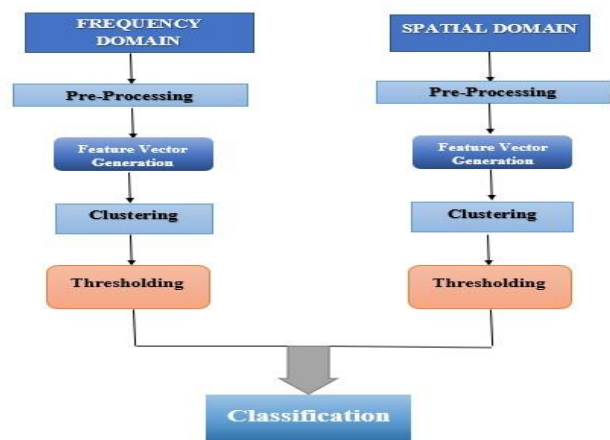 FREQUENCY
DOMAIN
Pre-Processing
Feature Vector
Generation
Clustering
Thresholding
SPATIAL DOMAIN
Pre-Processing
Feature Vector
Generation
Clustering
Thresholding
Classification